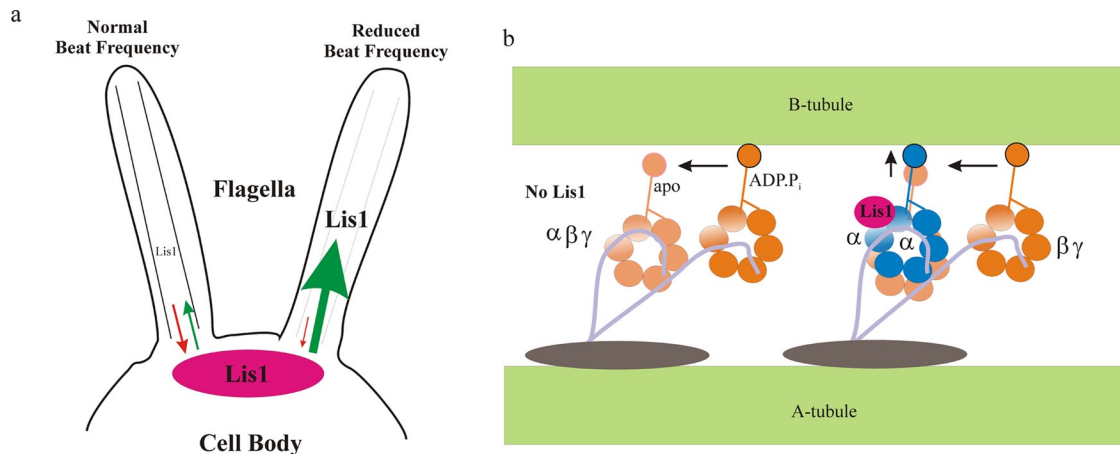 a
Normal
Beat Frequency
Reduced
Beat Frequency
Flagella
Lis1
Lis1
Lis1
Cell Body
b
B-tubule
No Lis1
apo
ADP.Pi
αβγ
Lis1
α
α
βγ
A-tubule